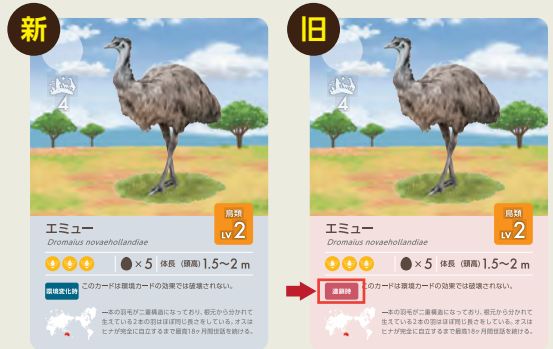 新
4
エミュー
Dromaius novaehollandiae
鳥類
LV 2
×5 体長 (頭高) 1.5〜2 m
環境変化時 このカードは環境カードの効果では破壊されない。
一本の羽毛が二重構造になっており、根元から分かれて
生えている2本の羽はほぼ同じ長さをしている。オスは
ヒナが完全に自立するまで最長18ヶ月間世話を続ける。
旧
4
エミュー
Dromaius novaehollandiae
鳥類
LV 2
×5 体長 (頭高) 1.5〜2 m
遺棄時 このカードは環境カードの効果では破壊されない。
一本の羽毛が二重構造になっており、根元から分かれて
生えている2本の羽はほぼ同じ長さをしている。オスは
ヒナが完全に自立するまで最長18ヶ月間世話を続ける。